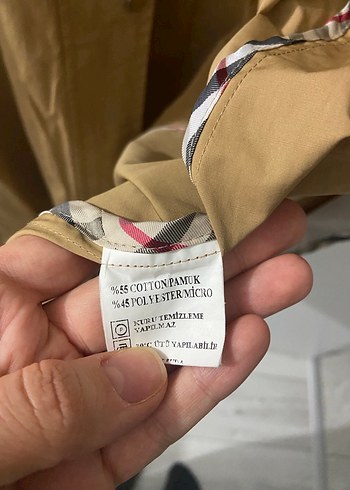 %55 COTTON/PAMUK
%45 POLYESTER/MICRO
KURU TEMİZLEME
YAPILMAZ
ÜTÜ YAPILABİLİR